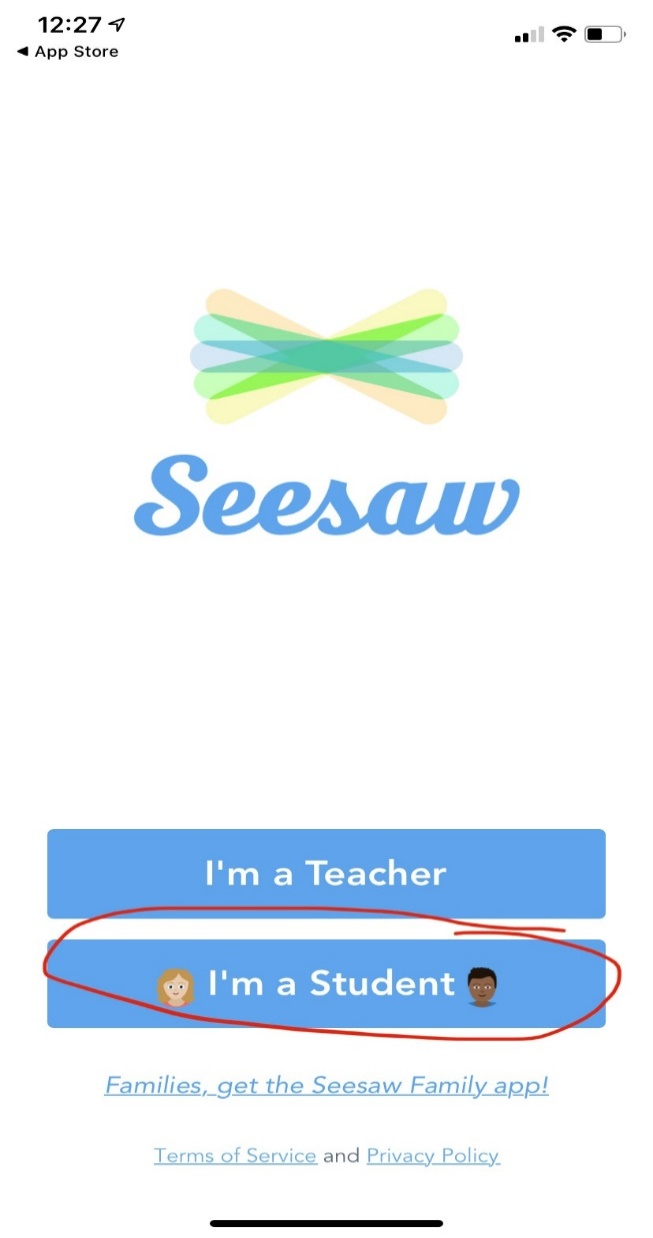 12:27
◀ App Store
Seesaw
I'm a Teacher
I'm a Student
Families, get the Seesaw Family app!
Terms of Service and Privacy Policy